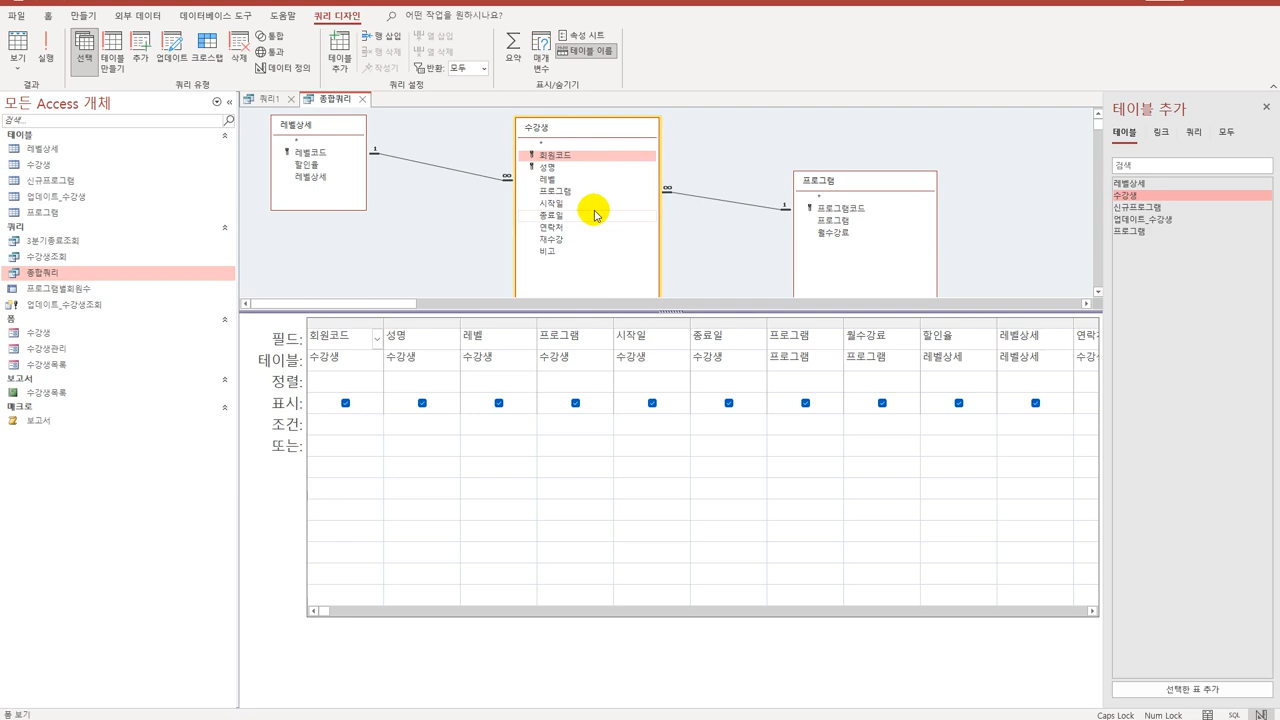 파일 홈 만들기 외부 데이터 데이터베이스 도구 도움말 쿼리 디자인 어떤 작업을 원하시나요?
보기 실행 선택 테이블 만들기 추가 업데이트 크로스탭 삭제 통합 통과 데이터 정의 테이블 추가 행 삽입 행 삭제 작성기 열 삽입 열 삭제 반환: 모두 요약 매개 변수 속성 시트 테이블 이름
결과 쿼리 유형 쿼리 설정 표시/숨기기
모든 Access 개체
검색...
테이블
레벨상세
수강생
신규프로그램
업데이트_수강생
프로그램
쿼리
3분기종료조회
수강생조회
종합쿼리
프로그램별회원수
업데이트_수강생조회
폼
수강생
수강생관리
수강생목록
보고서
수강생목록
매크로
보고서
쿼리1 종합쿼리
레벨상세
*
레벨코드
할인율
레벨상세
1
∞
수강생
*
회원코드
성명
레벨
프로그램
시작일
종료일
연락처
재수강
비고
∞
1
프로그램
*
프로그램코드
프로그램
월수강료
필드: 회원코드 성명 레벨 프로그램 시작일 종료일 프로그램 월수강료 할인율 레벨상세
테이블: 수강생 수강생 수강생 수강생 수강생 수강생 프로그램 프로그램 레벨상세 레벨상세
정렬:
표시:
조건:
또는:
테이블 추가
테이블 링크 쿼리 모두
검색
레벨상세
수강생
신규프로그램
업데이트_수강생
프로그램
선택한 표 추가
폼 보기
Caps Lock Num Lock SQL